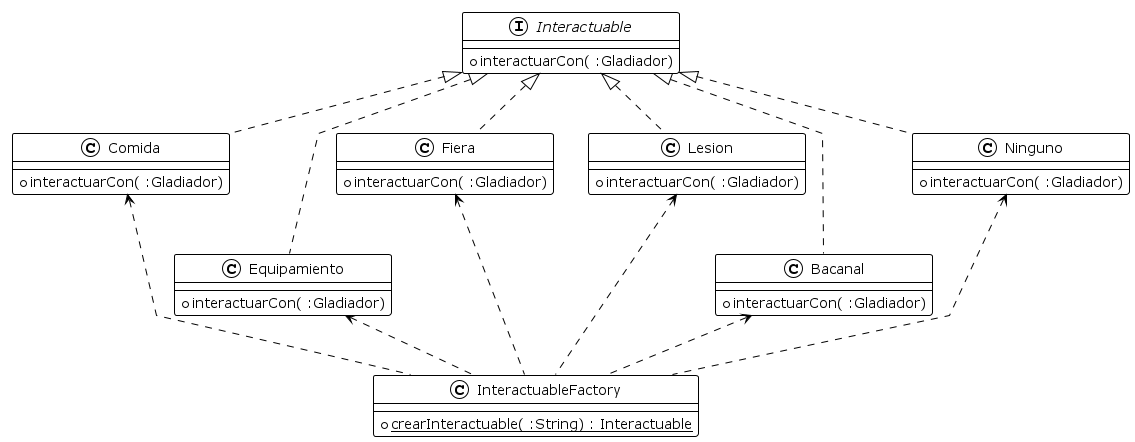 I Interactuable
interactuarCon( :Gladiador)
C Comida
interactuarCon( :Gladiador)
C Fiera
interactuarCon( :Gladiador)
C Lesion
interactuarCon( :Gladiador)
C Ninguno
interactuarCon( :Gladiador)
C Equipamiento
interactuarCon( :Gladiador)
C Bacanal
interactuarCon( :Gladiador)
C InteractuableFactory
crearInteractuable( :String) : Interactuable